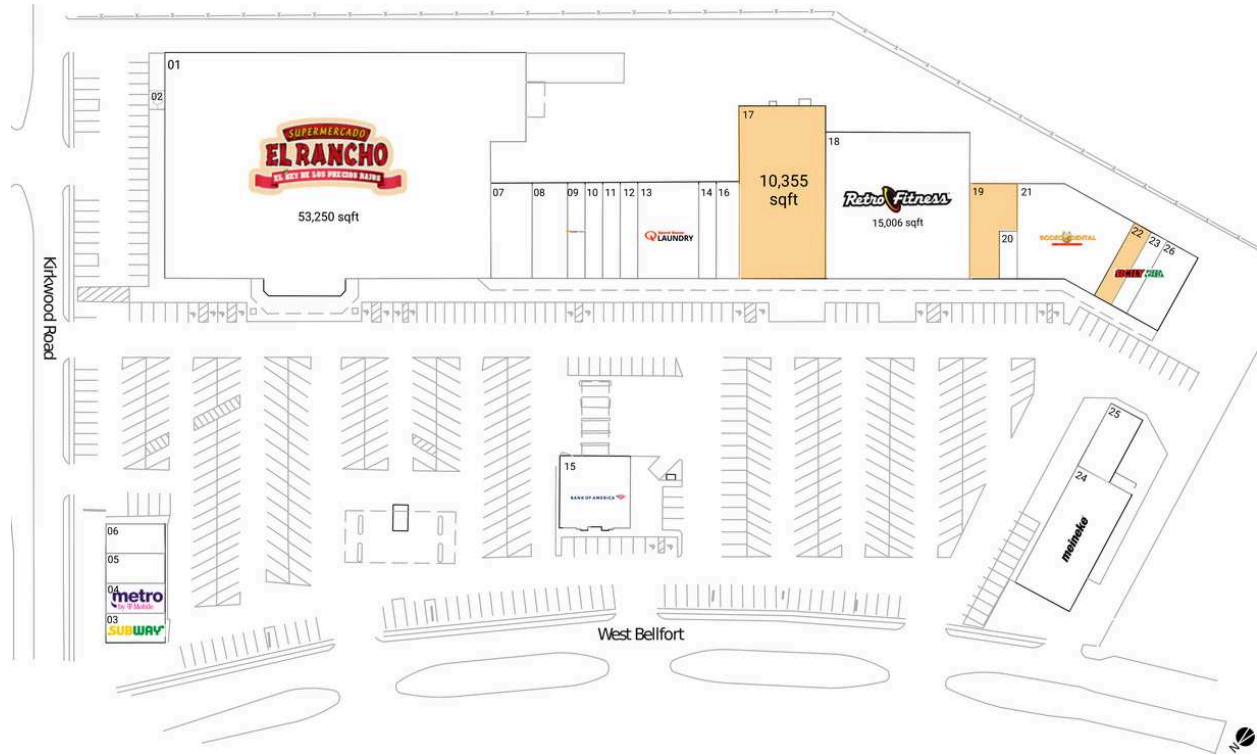 01
02
SUPERMERCADO
EL RANCHO
EL REY DE LOS PRECIOS BAJOS
53,250 sqft
07
08
09
10
11
12
13
LAUNDRY
14
16
17
10,355
sqft
18
Retro Fitness
15,006 sqft
19
20
21
RODEO DENTAL
22
23
26
Kirkwood Road
25
24
meineke
15
BANK OF AMERICA
06
05
04
metro
by T Mobile
03
SUBWAY
West Bellfort
N